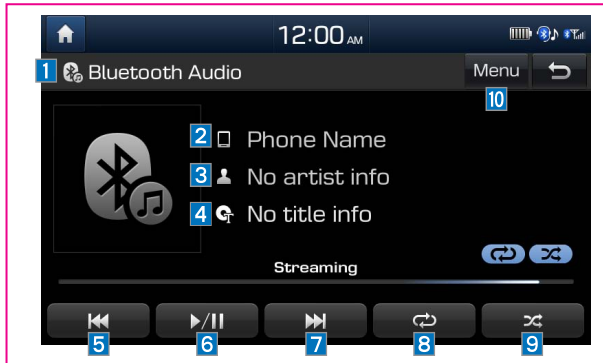 12:00 AM
1 Bluetooth Audio
Menu
10
2 Phone Name
3 No artist info
4 No title info
Streaming
5 6 7 8 9